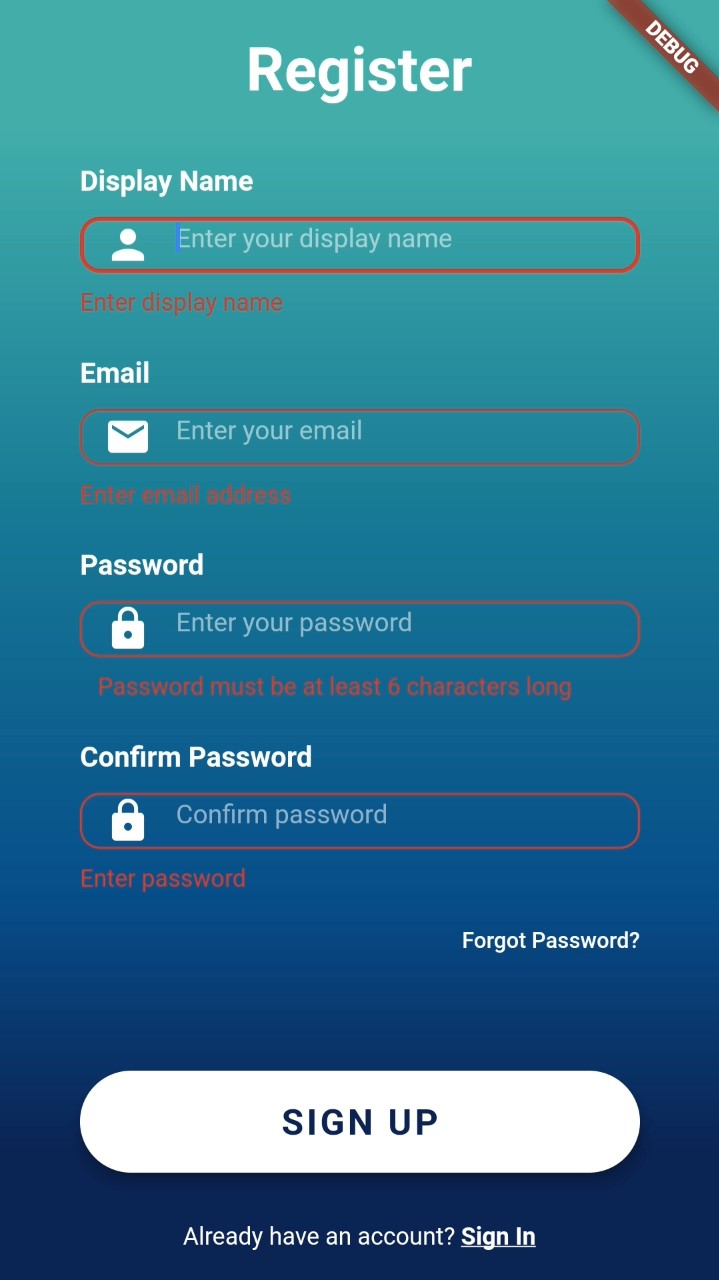 DEBUG
Register
Display Name
Enter your display name
Enter display name
Email
Enter your email
Enter email address
Password
Enter your password
Password must be at least 6 characters long
Confirm Password
Confirm password
Enter password
Forgot Password?
SIGN UP
Already have an account? Sign In